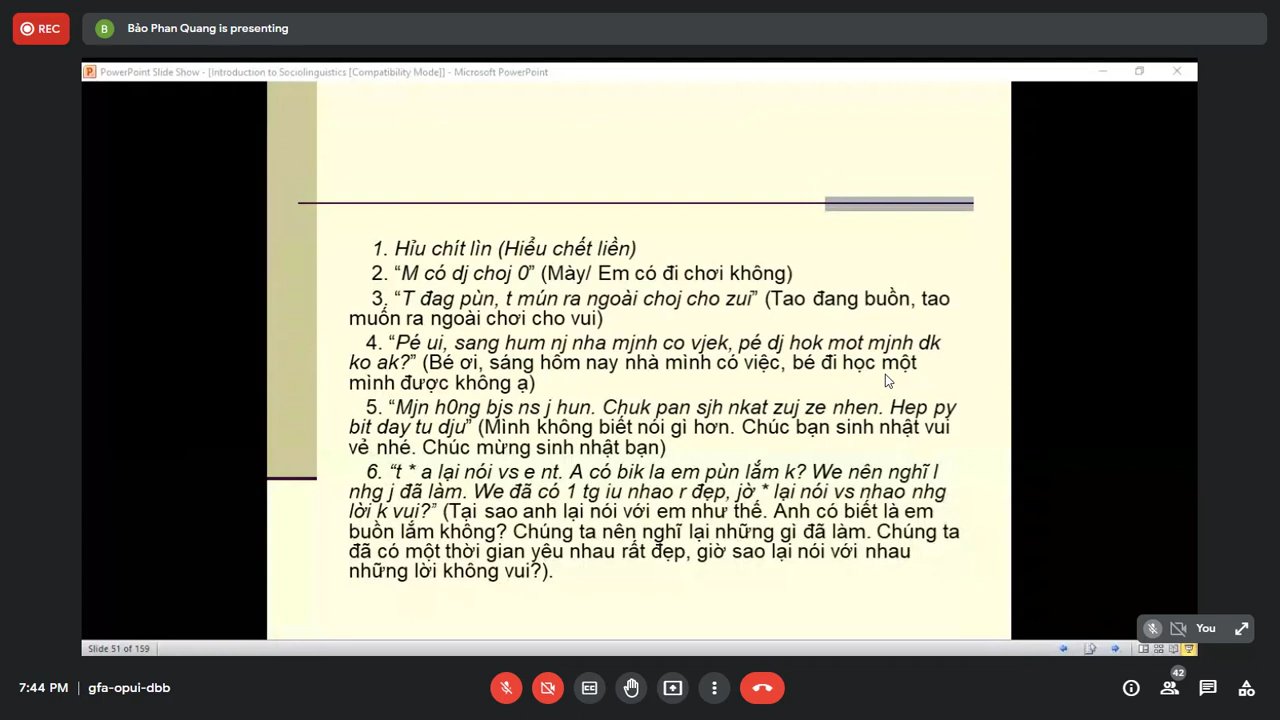 REC
B
Bảo Phan Quang is presenting
P PowerPoint Slide Show - [Introduction to Sociolinguistics [Compatibility Mode]] - Microsoft PowerPoint
1. Hỉu chít lìn (Hiểu chết liền)
2. “M có dj choj 0” (Mày/ Em có đi chơi không)
3. “T đag pùn, t mún ra ngoài choj cho zui” (Tao đang buồn, tao
muốn ra ngoài chơi cho vui)
4. “Pé ui, sang hum nj nha mjnh co vjek, pé dj hok mot mjnh dk
ko ak?” (Bé ơi, sáng hôm nay nhà mình có việc, bé đi học một
mình được không ạ)
5. “Mjn h0ng bjs ns j hun. Chuk pan sjh nkat zuj ze nhen. Hep py
bit day tu dju” (Mình không biết nói gì hơn. Chúc bạn sinh nhật vui
vẻ nhé. Chúc mừng sinh nhật bạn)
6. “t * a lại nói vs e nt. A có bik la em pùn lắm k? We nên nghĩ l
nhg j đã làm. We đã có 1 tg iu nhao r đẹp, jờ * lại nói vs nhao nhg
lời k vui?” (Tại sao anh lại nói với em như thế. Anh có biết là em
buồn lắm không? Chúng ta nên nghĩ lại những gì đã làm. Chúng ta
đã có một thời gian yêu nhau rất đẹp, giờ sao lại nói với nhau
những lời không vui?).
You
Slide 51 of 159
42
7:44 PM | gfa-opui-dbb